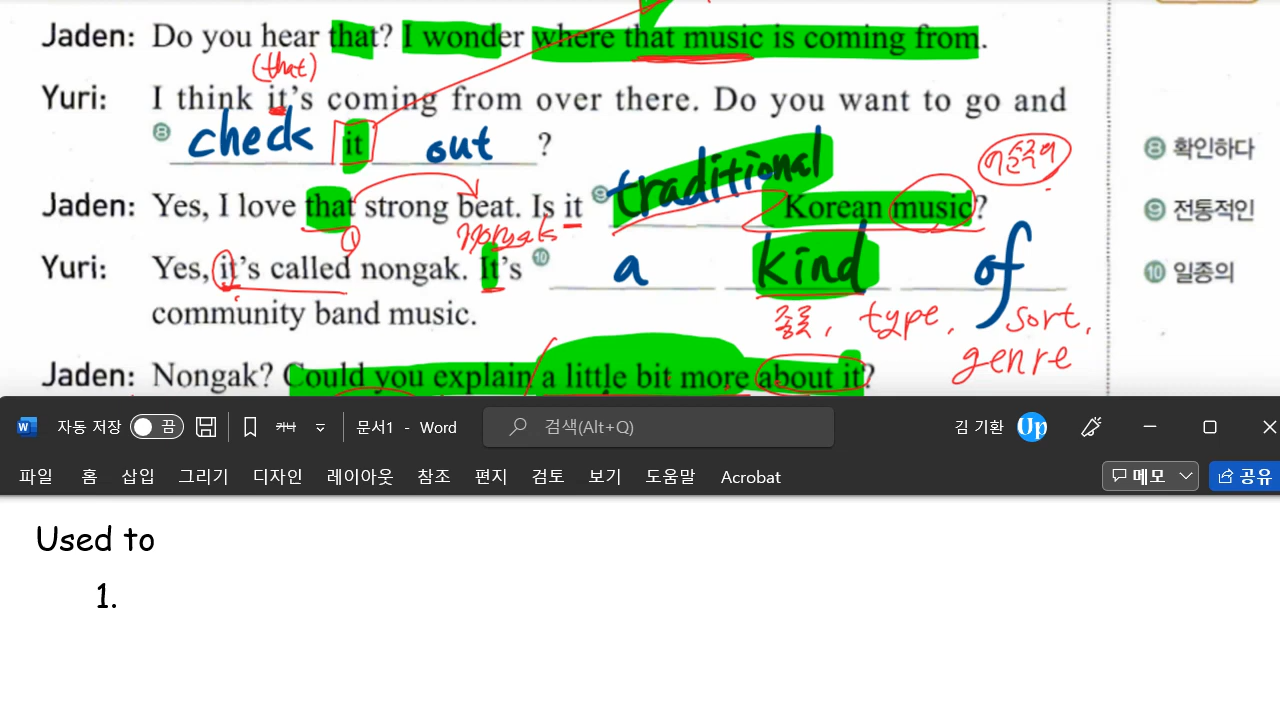 Jaden: Do you hear that? I wonder where that music is coming from.
(that)
Yuri: I think it's coming from over there. Do you want to go and
⑧ check it out ?
⑧ 확인하다
Jaden: Yes, I love that strong beat. Is it ⑨ traditional Korean music?
⑨ 전통적인
① nongak
Yuri: Yes, it's called nongak. It's ⑩ a kind of
⑩ 일종의
community band music.
종류, type, sort,
genre
Jaden: Nongak? Could you explain a little bit more about it?
자동 저장 끔 가나 문서1 - Word 검색(Alt+Q) 김 기환 Up
파일 홈 삽입 그리기 디자인 레이아웃 참조 편지 검토 보기 도움말 Acrobat 메모 공유
Used to
1.